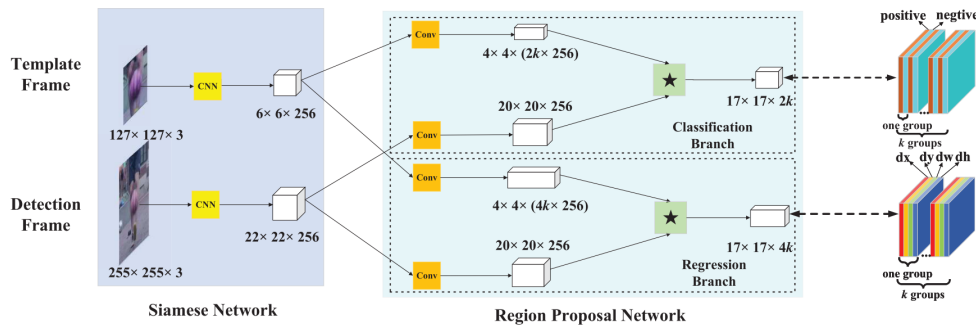 Template
Frame
127× 127× 3
CNN
6× 6× 256
Detection
Frame
255× 255× 3
CNN
22× 22× 256
Siamese Network
Conv
4× 4× (2k× 256)
20× 20× 256
Conv
★
17× 17× 2k
Classification
Branch
Conv
4× 4× (4k× 256)
20× 20× 256
Conv
★
17× 17× 4k
Regression
Branch
Region Proposal Network
positive negtive
...
one group
k groups
dx dy dw dh
...
one group
k groups